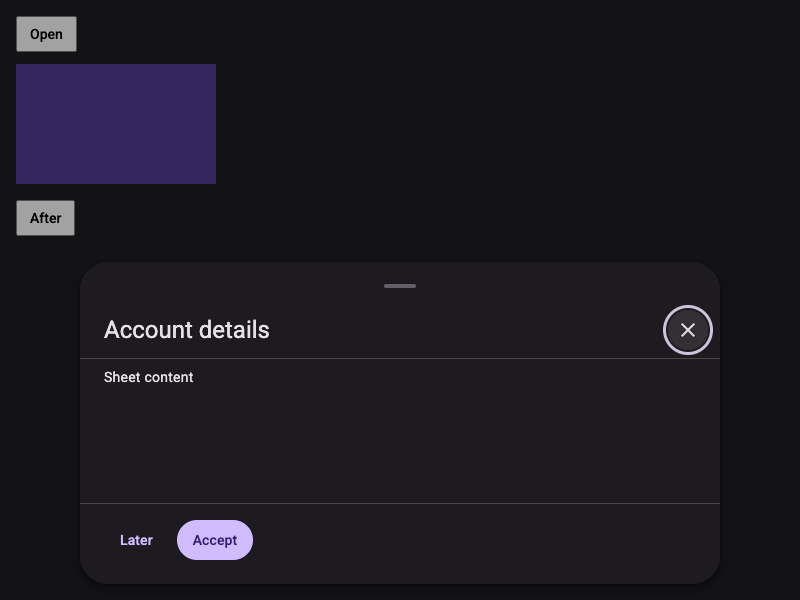 Open
After
Account details
Sheet content
Later Accept